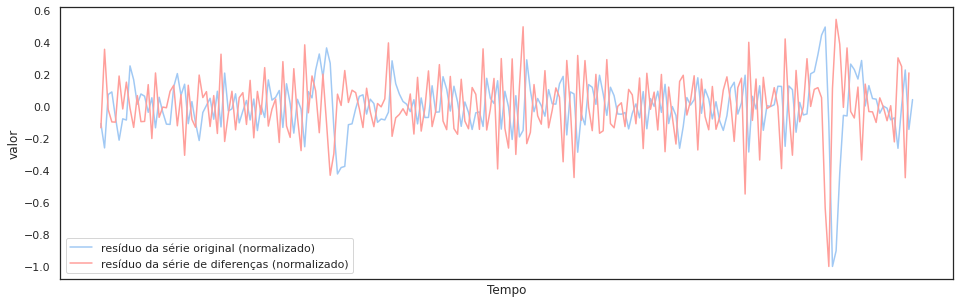 0.6
0.4
0.2
0.0
−0.2
−0.4
−0.6
−0.8
−1.0
valor
resíduo da série original (normalizado)
resíduo da série de diferenças (normalizado)
Tempo